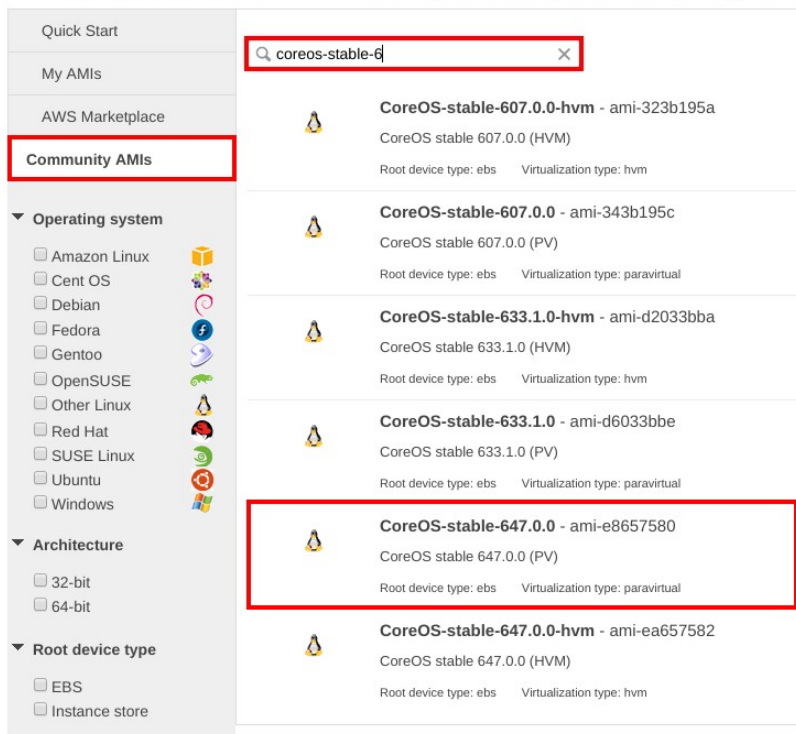 Quick Start
My AMIs
AWS Marketplace
Community AMIs
Operating system
Amazon Linux
Cent OS
Debian
Fedora
Gentoo
OpenSUSE
Other Linux
Red Hat
SUSE Linux
Ubuntu
Windows
Architecture
32-bit
64-bit
Root device type
EBS
Instance store
coreos-stable-6
CoreOS-stable-607.0.0-hvm - ami-323b195a
CoreOS stable 607.0.0 (HVM)
Root device type: ebs Virtualization type: hvm
CoreOS-stable-607.0.0 - ami-343b195c
CoreOS stable 607.0.0 (PV)
Root device type: ebs Virtualization type: paravirtual
CoreOS-stable-633.1.0-hvm - ami-d2033bba
CoreOS stable 633.1.0 (HVM)
Root device type: ebs Virtualization type: hvm
CoreOS-stable-633.1.0 - ami-d6033bbe
CoreOS stable 633.1.0 (PV)
Root device type: ebs Virtualization type: paravirtual
CoreOS-stable-647.0.0 - ami-e8657580
CoreOS stable 647.0.0 (PV)
Root device type: ebs Virtualization type: paravirtual
CoreOS-stable-647.0.0-hvm - ami-ea657582
CoreOS stable 647.0.0 (HVM)
Root device type: ebs Virtualization type: hvm